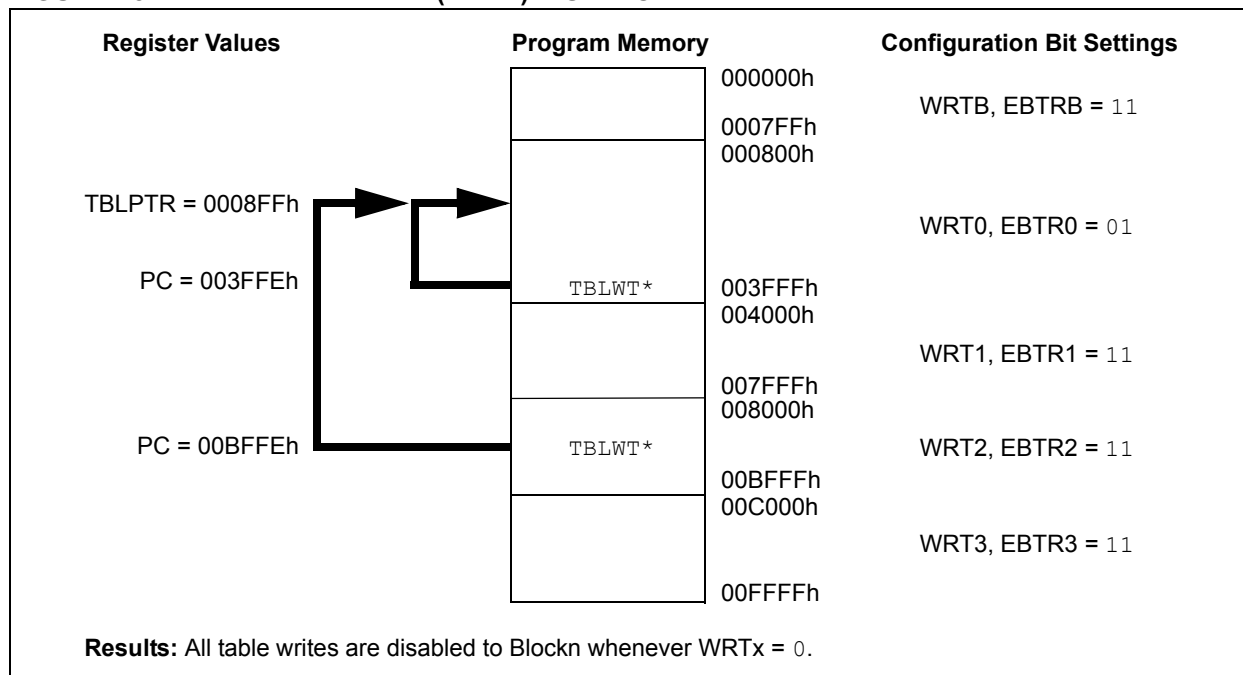 Register Values Program Memory Configuration Bit Settings
000000h
WRTB, EBTRB = 11
0007FFh
000800h
TBLPTR = 0008FFh
WRT0, EBTR0 = 01
PC = 003FFEh TBLWT* 003FFFh
004000h
WRT1, EBTR1 = 11
007FFFh
008000h
PC = 00BFFEh TBLWT* WRT2, EBTR2 = 11
00BFFFh
00C000h
WRT3, EBTR3 = 11
00FFFFh
Results: All table writes are disabled to Blockn whenever WRTx = 0.